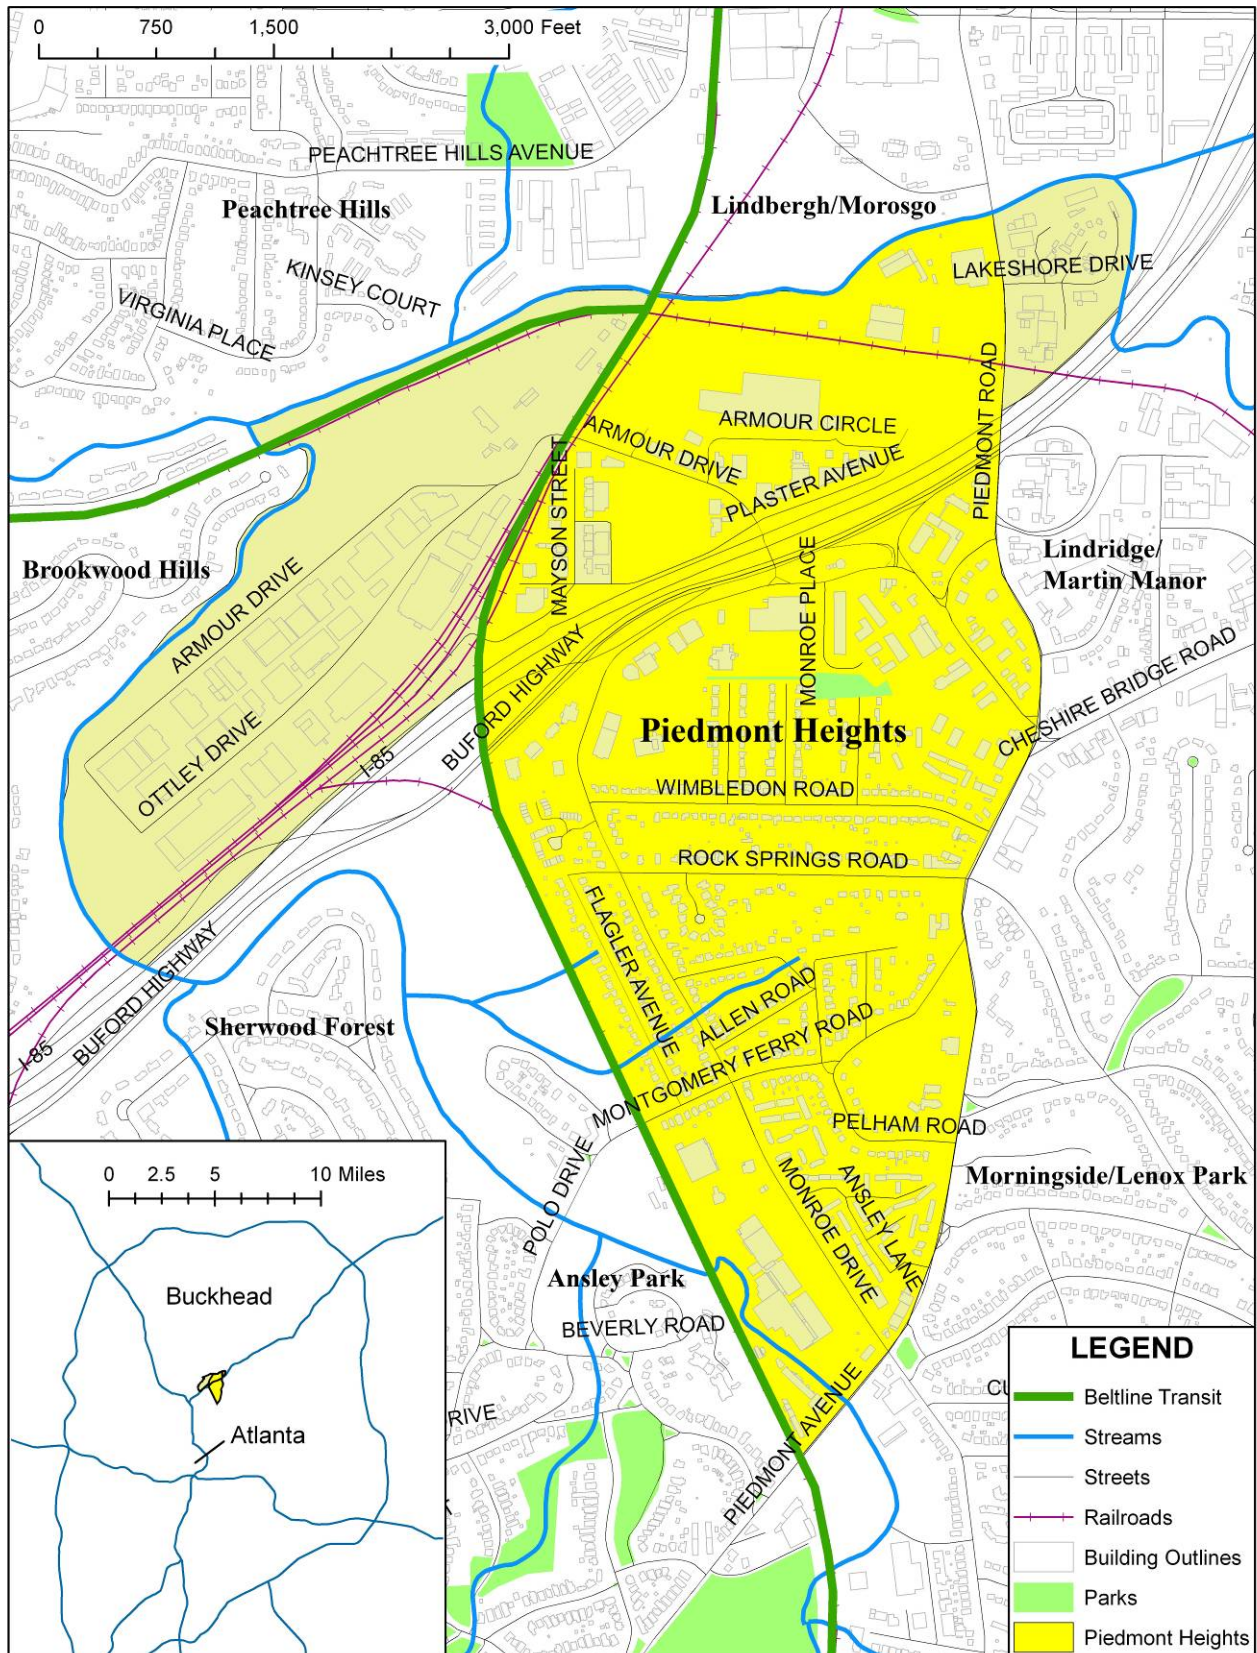 0 750 1,500 3,000 Feet
PEACHTREE HILLS AVENUE
Peachtree Hills
Lindbergh/Morosgo
KINSEY COURT
LAKESHORE DRIVE
VIRGINIA PLACE
PIEDMONT ROAD
ARMOUR CIRCLE
ARMOUR DRIVE
MAYSON STREET
PLASTER AVENUE
Brookwood Hills
Lindridge/
Martin Manor
ARMOUR DRIVE
MONROE PLACE
BUFORD HIGHWAY
CHESHIRE BRIDGE ROAD
Piedmont Heights
OTTLEY DRIVE
I-85
WIMBLEDON ROAD
ROCK SPRINGS ROAD
FLAGLER AVENUE
BUFORD HIGHWAY
Sherwood Forest
ALLEN ROAD
I-85
MONTGOMERY FERRY ROAD
PELHAM ROAD
Morningside/Lenox Park
POLO DRIVE
MONROE DRIVE
ANSLEY LANE
Ansley Park
BEVERLY ROAD
RIVE
PIEDMONT AVENUE
PIEDMONT AVENUE
CU
0 2.5 5 10 Miles
Buckhead
Atlanta
LEGEND
Beltline Transit
Streams
Streets
Railroads
Building Outlines
Parks
Piedmont Heights